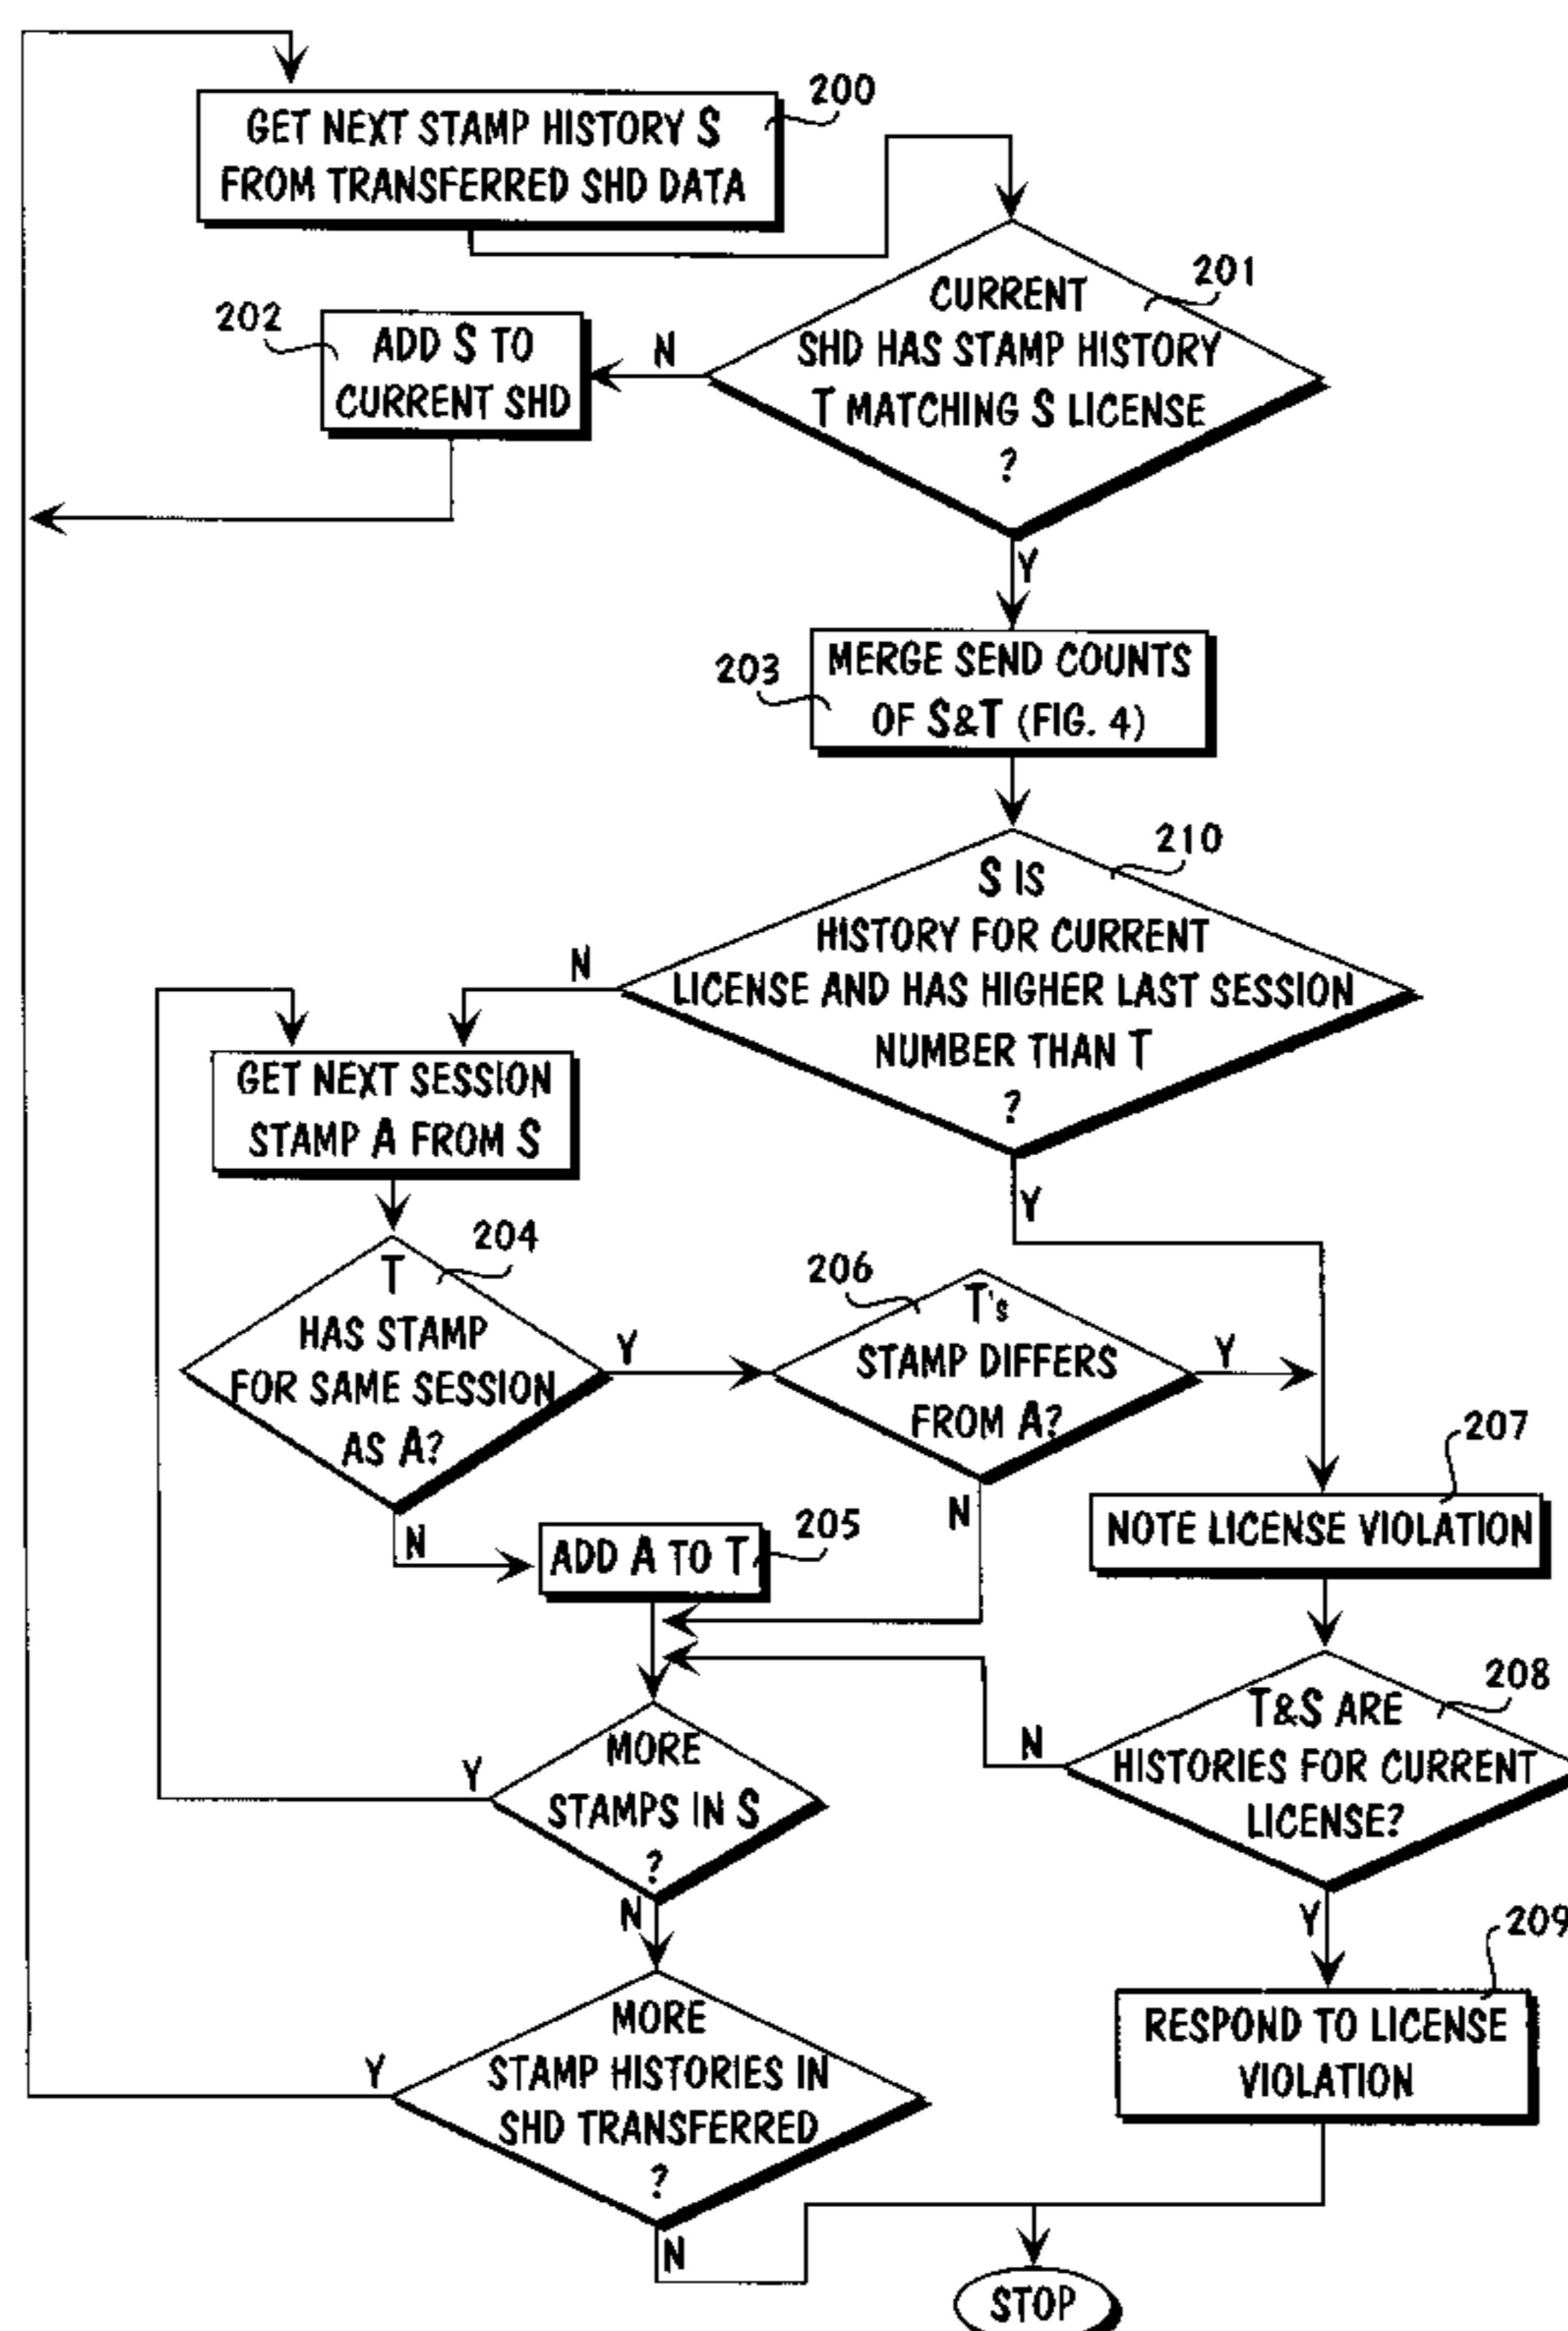 200
GET NEXT STAMP HISTORY S
FROM TRANSFERRED SHD DATA
201
CURRENT
SHD HAS STAMP HISTORY
T MATCHING S LICENSE
?
202
ADD S TO
CURRENT SHD
N
Y
203
MERGE SEND COUNTS
OF S&T (FIG. 4)
210
S IS
HISTORY FOR CURRENT
LICENSE AND HAS HIGHER LAST SESSION
NUMBER THAN T
?
N
Y
GET NEXT SESSION
STAMP A FROM S
204
T
HAS STAMP
FOR SAME SESSION
AS A?
Y
N
206
T's
STAMP DIFFERS
FROM A?
Y
N
205
ADD A TO T
207
NOTE LICENSE VIOLATION
208
T&S ARE
HISTORIES FOR CURRENT
LICENSE?
N
Y
MORE
STAMPS IN S
?
Y
N
209
RESPOND TO LICENSE
VIOLATION
MORE
STAMP HISTORIES IN
SHD TRANSFERRED
?
Y
N
STOP